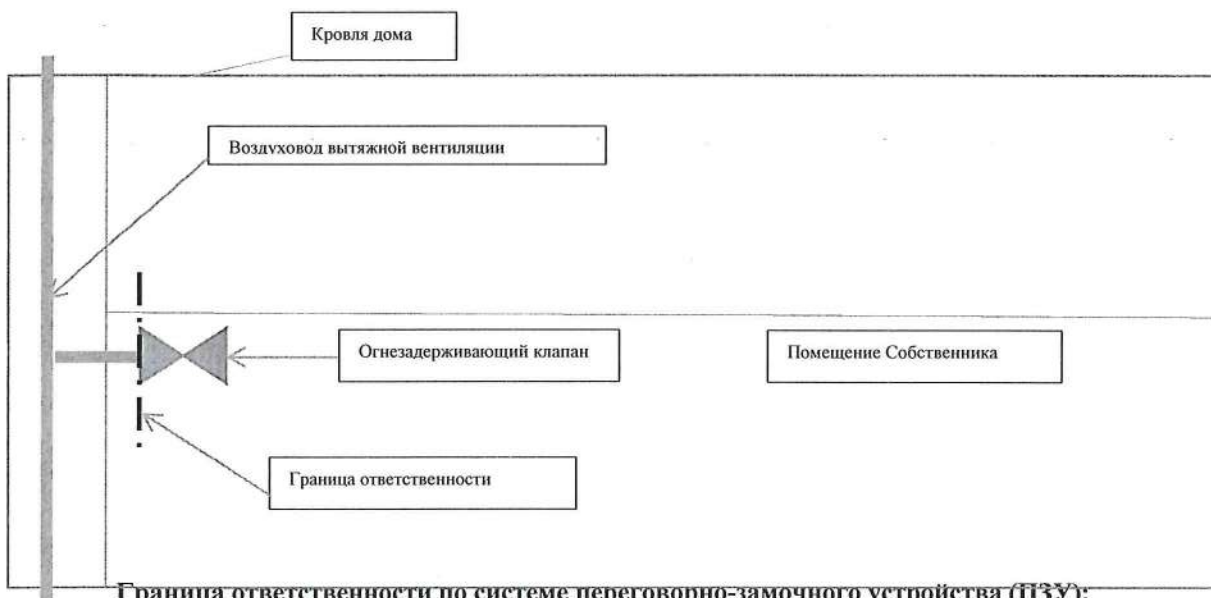 Кровля дома
Воздуховод вытяжной вентиляции
Огнезадерживающий клапан
Помещение Собственника
Граница ответственности
Граница ответственности по системе переговорно-замочного устройства (ПЗУ):